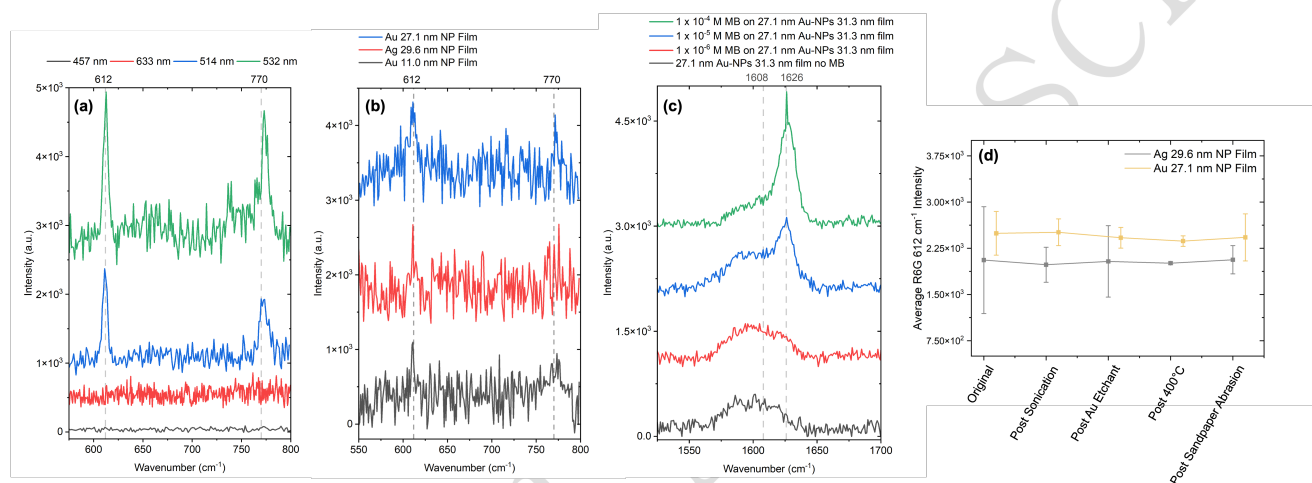 457 nm 633 nm 514 nm 532 nm
612 770
(a)
5×10³
4×10³
3×10³
2×10³
1×10³
0
Intensity (a.u.)
600 650 700 750 800
Wavenumber (cm⁻¹)
Au 27.1 nm NP Film
Ag 29.6 nm NP Film
Au 11.0 nm NP Film
612 770
(b)
4×10³
3×10³
2×10³
1×10³
0
Intensity (a.u.)
550 600 650 700 750 800
Wavenumber (cm⁻¹)
1 x 10⁻⁴ M MB on 27.1 nm Au-NPs 31.3 nm film
1 x 10⁻⁵ M MB on 27.1 nm Au-NPs 31.3 nm film
1 x 10⁻⁶ M MB on 27.1 nm Au-NPs 31.3 nm film
27.1 nm Au-NPs 31.3 film no MB
1608 1626
(c)
4.5×10³
3.0×10³
1.5×10³
0.0
Intensity (a.u.)
1550 1600 1650 1700
Wavenumber (cm⁻¹)
(d)
Ag 29.6 nm NP Film
Au 27.1 nm NP Film
3.75×10³
3.00×10³
2.25×10³
1.50×10³
7.50×10²
Average R6G 612 cm⁻¹ Intensity
Original
Post Sonication
Post Au Etchant
Post 400°C
Post Sandpaper Abrasion
SC